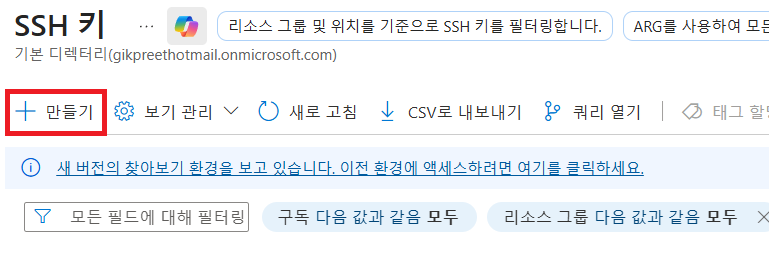 SSH 키 ... 리소스 그룹 및 위치를 기준으로 SSH 키를 필터링합니다. ARG를 사용하여 모든
기본 디렉터리(gikpreethotmail.onmicrosoft.com)
만들기 보기 관리 새로 고침 CSV로 내보내기 쿼리 열기 태그 할당
새 버전의 찾아보기 환경을 보고 있습니다. 이전 환경에 액세스하려면 여기를 클릭하세요.
모든 필드에 대해 필터링 구독 다음 값과 같음 모두 리소스 그룹 다음 값과 같음 모두